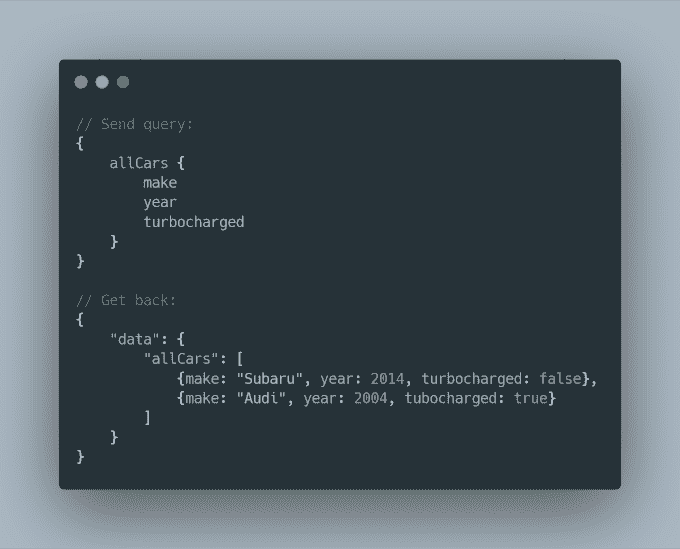 // Send query:
{
    allCars {
        make
        year
        turbocharged
    }
}
// Get back:
{
    "data": {
        "allCars": [
            {make: "Subaru", year: 2014, turbocharged: false},
            {make: "Audi", year: 2004, tubocharged: true}
        ]
    }
}